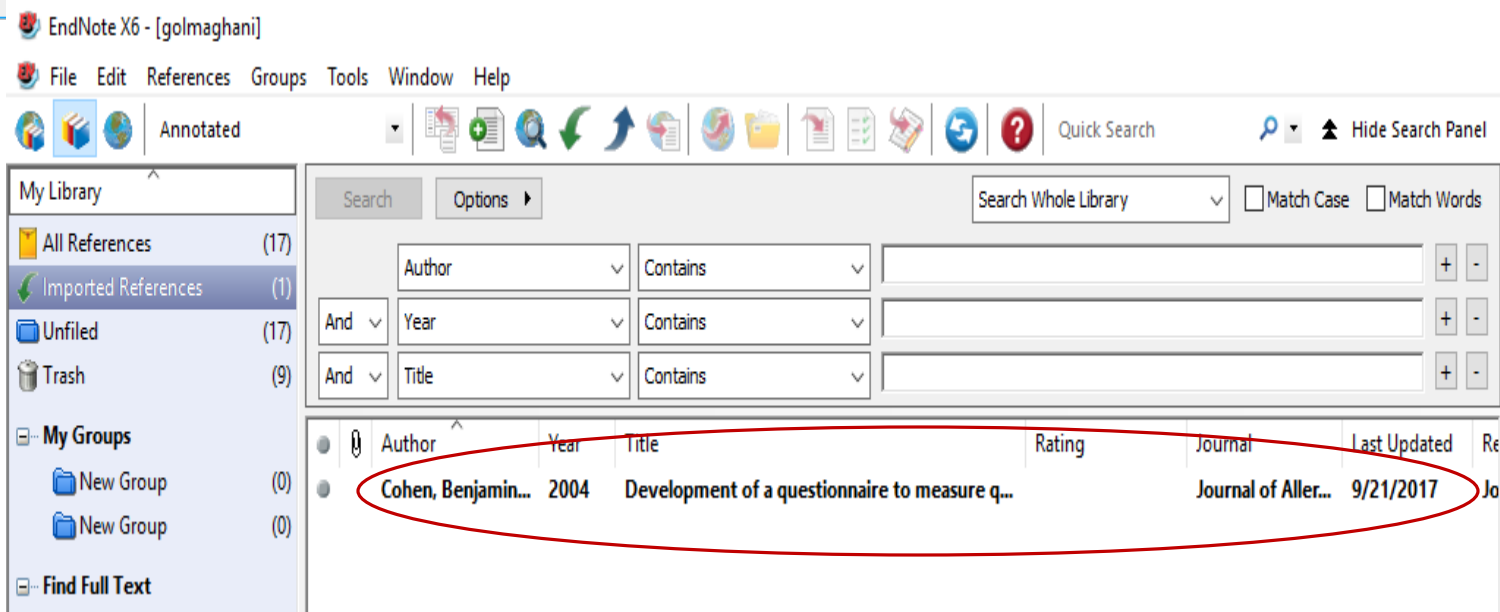 EndNote X6 - [golmaghani]
File Edit References Groups Tools Window Help
Annotated Quick Search Hide Search Panel
My Library
All References (17)
Imported References (1)
Unfiled (17)
Trash (9)
My Groups
New Group (0)
New Group (0)
Find Full Text
Search Options Search Whole Library Match Case Match Words
Author Contains + -
And Year Contains + -
And Title Contains + -
Author Year Title Rating Journal Last Updated Re
Cohen, Benjamin... 2004 Development of a questionnaire to measure q... Journal of Aller... 9/21/2017 Jo